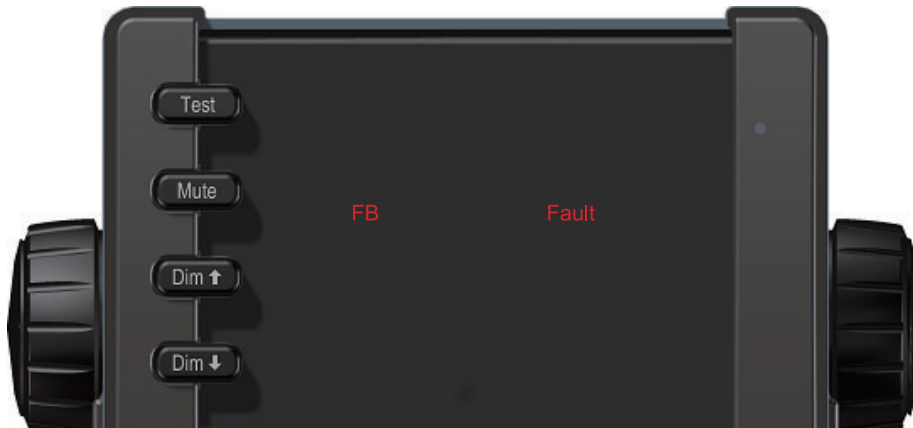 Test
Mute
FB Fault
Dim ⬆
Dim ⬇